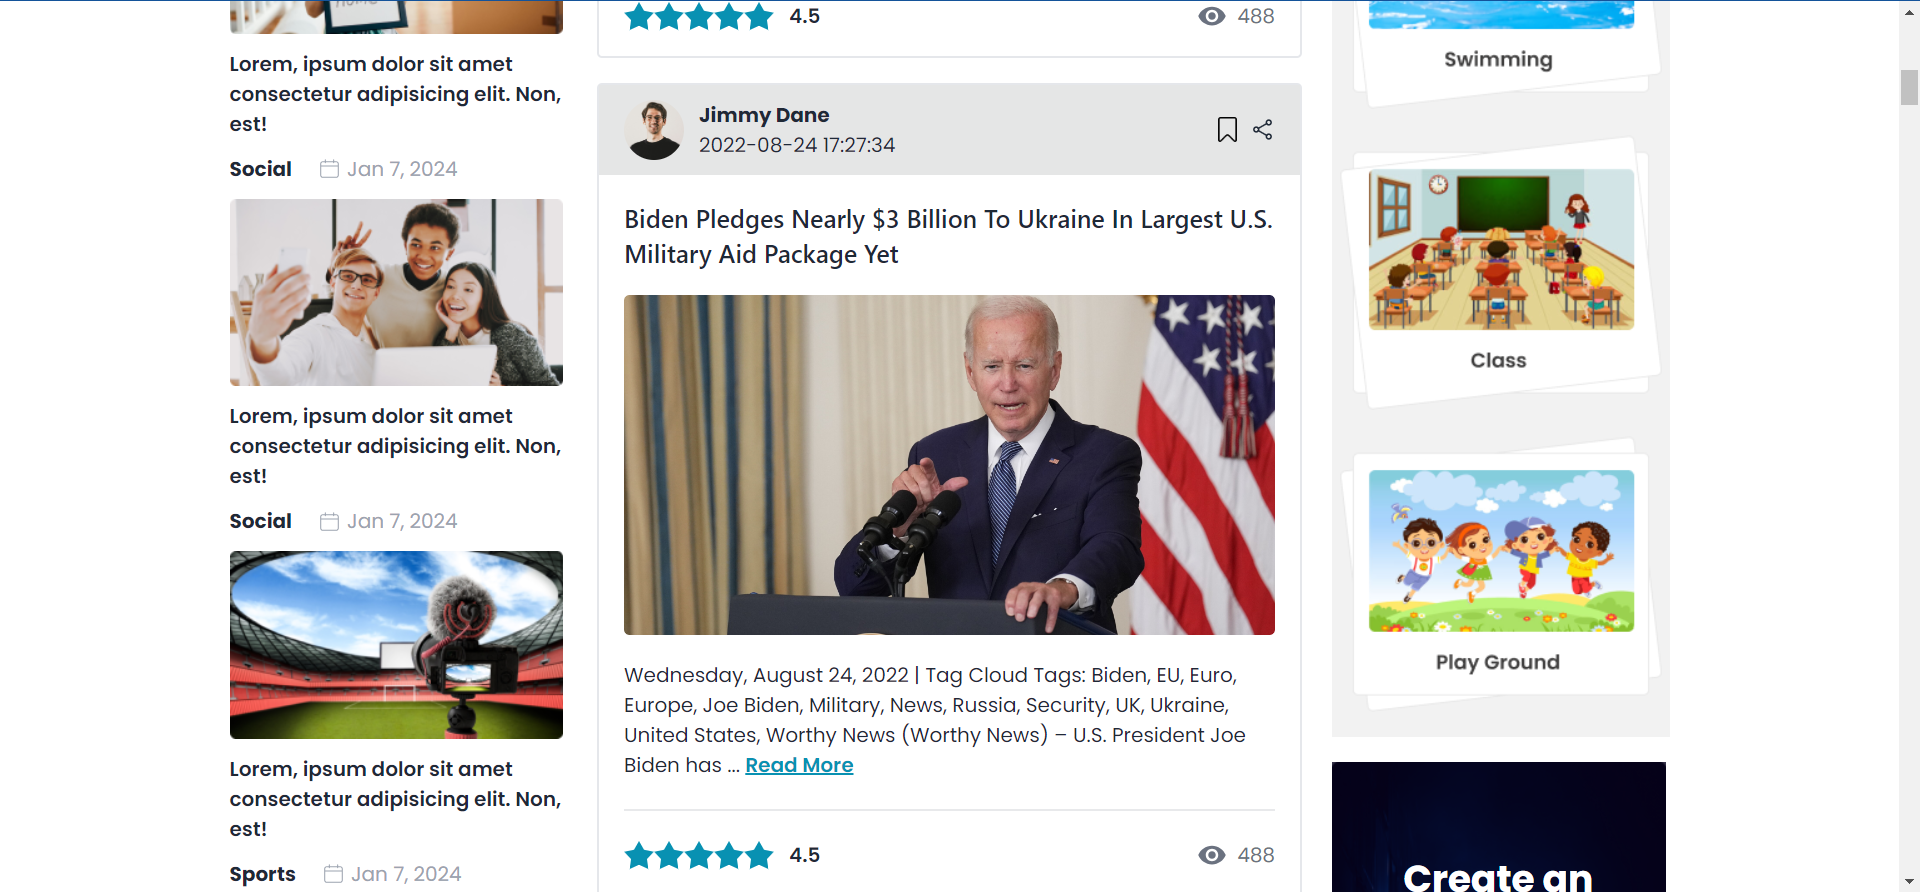 HOME
Lorem, ipsum dolor sit amet
consectetur adipisicing elit. Non,
est!
Social Jan 7, 2024
Lorem, ipsum dolor sit amet
consectetur adipisicing elit. Non,
est!
Social Jan 7, 2024
Lorem, ipsum dolor sit amet
consectetur adipisicing elit. Non,
est!
Sports Jan 7, 2024
4.5 488
Jimmy Dane
2022-08-24 17:27:34
Biden Pledges Nearly $3 Billion To Ukraine In Largest U.S.
Military Aid Package Yet
Wednesday, August 24, 2022 | Tag Cloud Tags: Biden, EU, Euro,
Europe, Joe Biden, Military, News, Russia, Security, UK, Ukraine,
United States, Worthy News (Worthy News) – U.S. President Joe
Biden has ... Read More
4.5 488
Swimming
Class
Play Ground
Create an